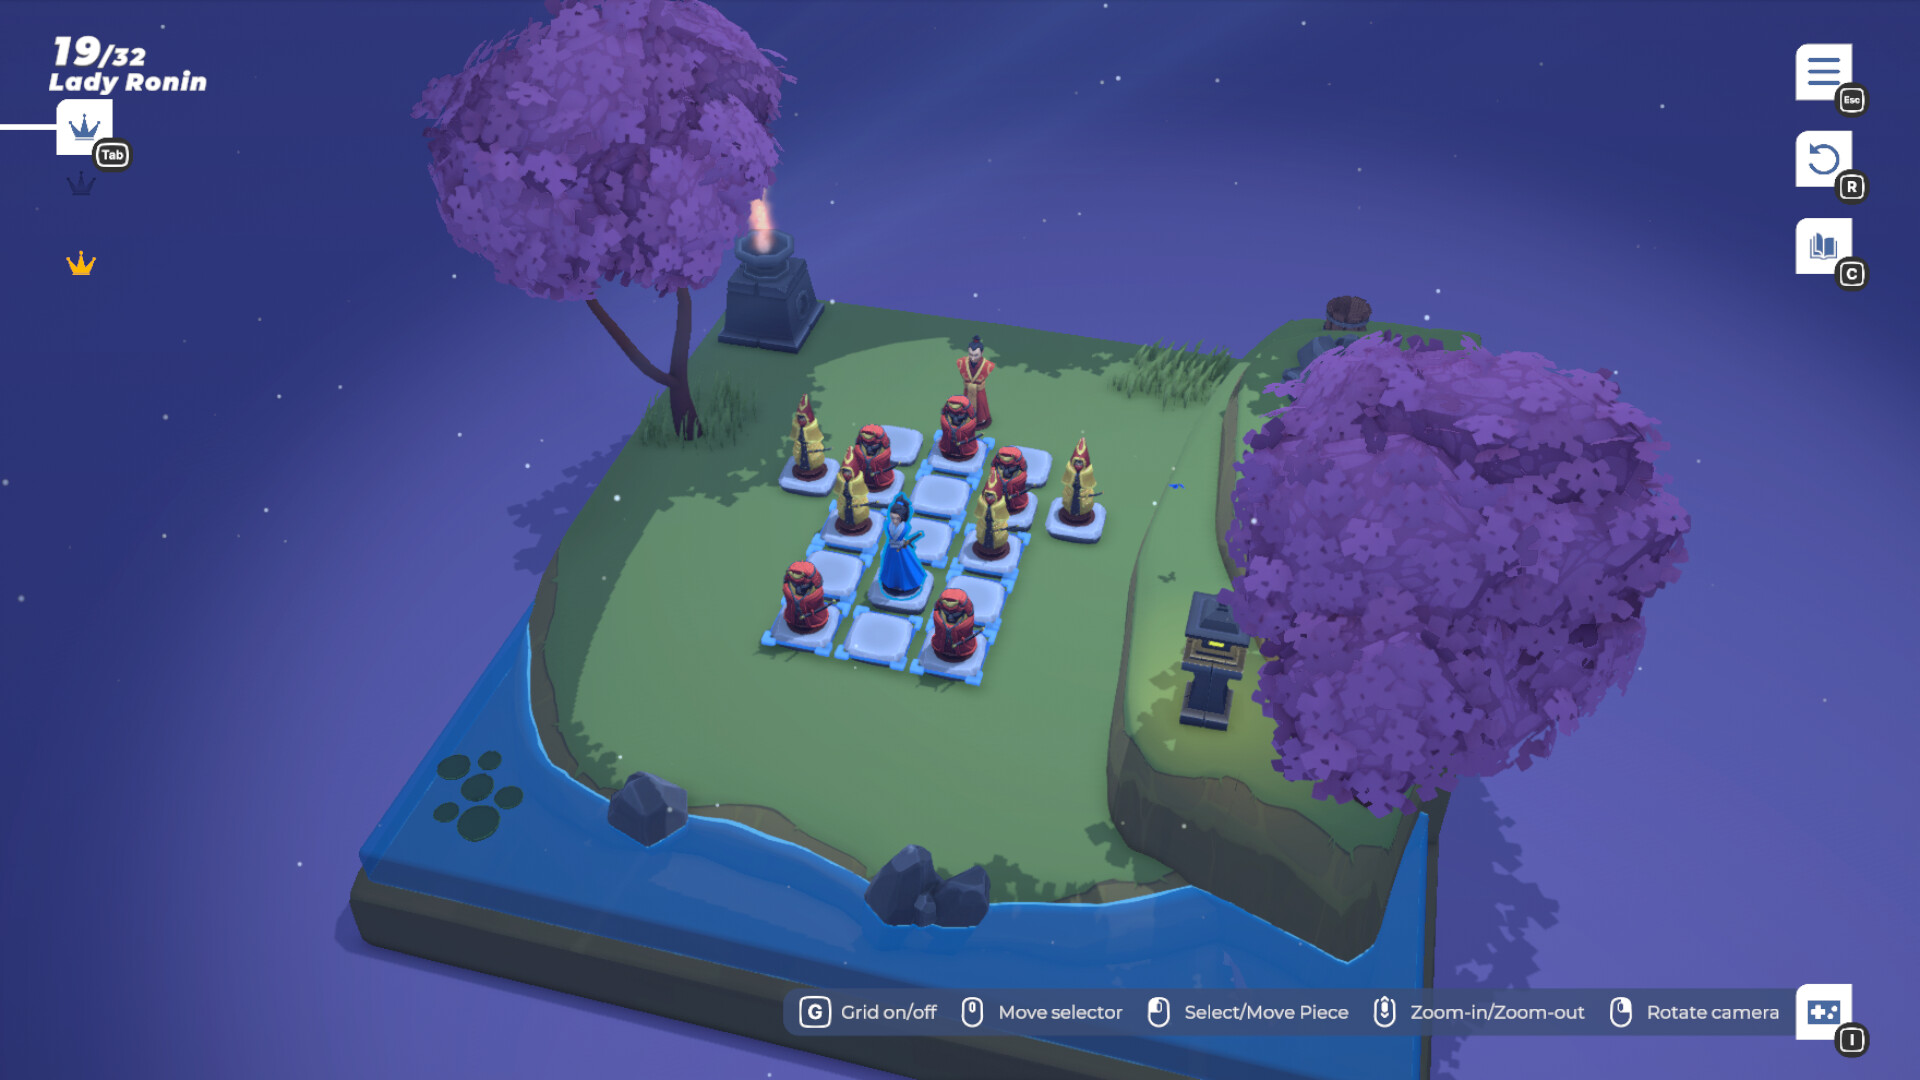 19/32
Lady Ronin
Tab
Esc
R
C
G Grid on/off Move selector Select/Move Piece Zoom-in/Zoom-out Rotate camera
I